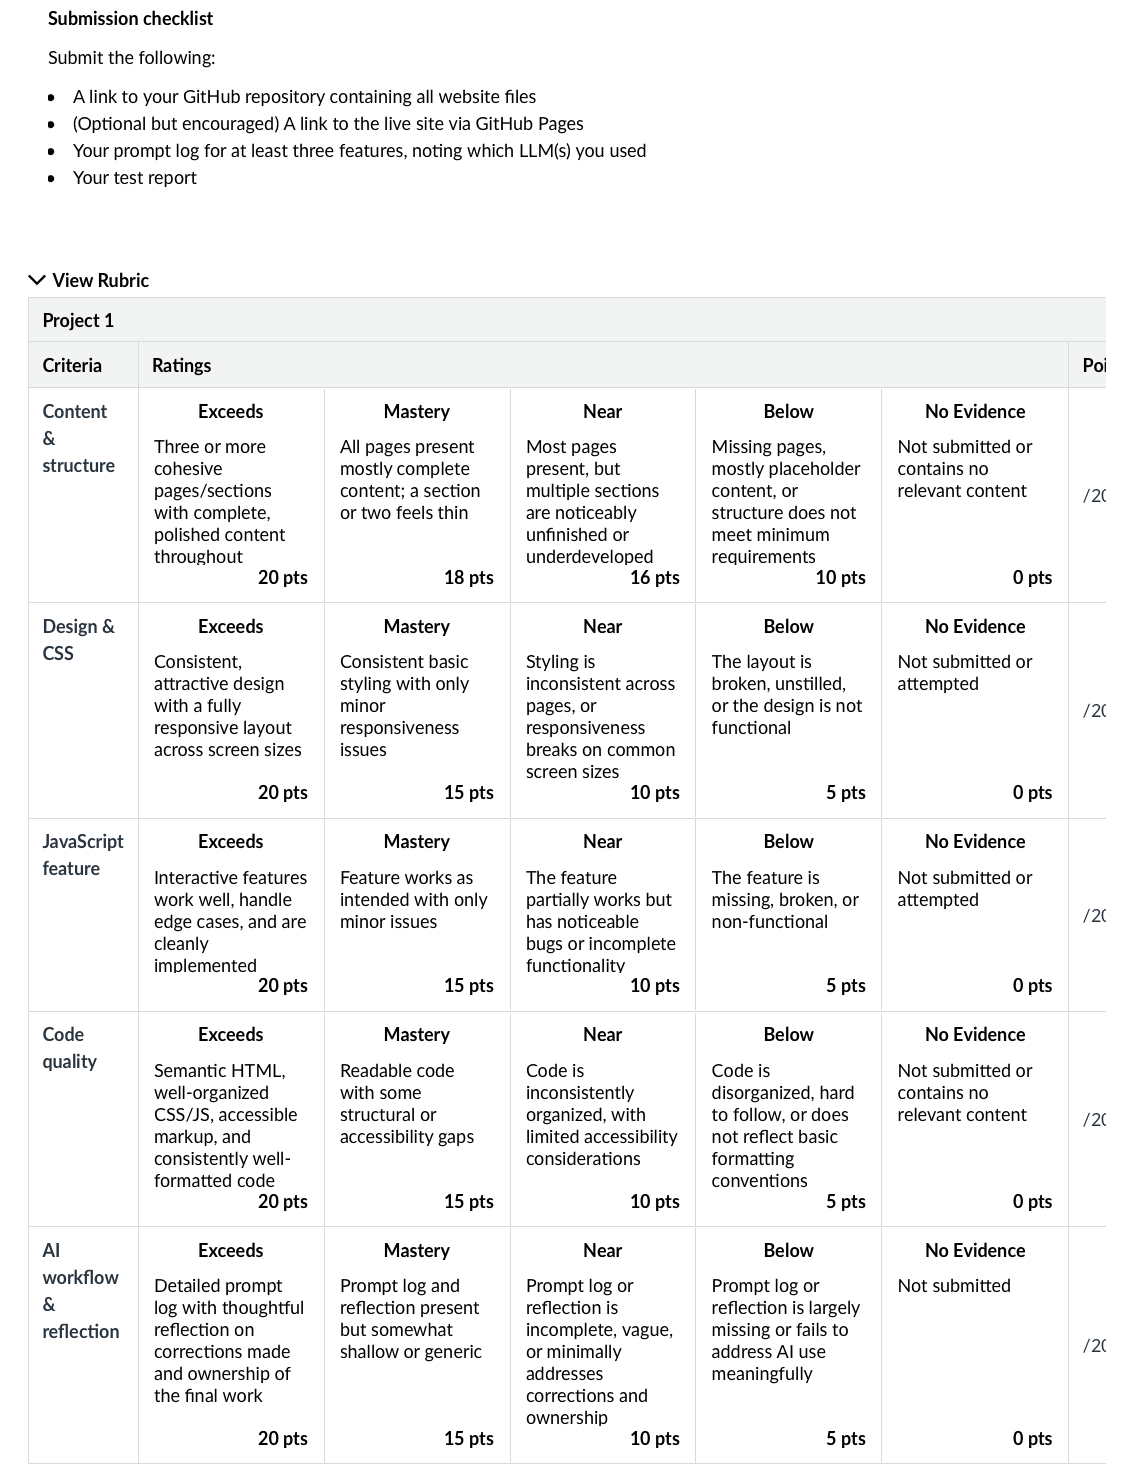 Submission checklist
Submit the following:
• A link to your GitHub repository containing all website files
• (Optional but encouraged) A link to the live site via GitHub Pages
• Your prompt log for at least three features, noting which LLM(s) you used
• Your test report
View Rubric
Project 1
Criteria
Ratings
Poi
Content
&
structure
Exceeds
Three or more
cohesive
pages/sections
with complete,
polished content
throughout
20 pts
Mastery
All pages present
mostly complete
content; a section
or two feels thin
18 pts
Near
Most pages
present, but
multiple sections
are noticeably
unfinished or
underdeveloped
16 pts
Below
Missing pages,
mostly placeholder
content, or
structure does not
meet minimum
requirements
10 pts
No Evidence
Not submitted or
contains no
relevant content
0 pts
/20
Design &
CSS
Exceeds
Consistent,
attractive design
with a fully
responsive layout
across screen sizes
20 pts
Mastery
Consistent basic
styling with only
minor
responsiveness
issues
15 pts
Near
Styling is
inconsistent across
pages, or
responsiveness
breaks on common
screen sizes
10 pts
Below
The layout is
broken, unstilled,
or the design is not
functional
5 pts
No Evidence
Not submitted or
attempted
0 pts
/20
JavaScript
feature
Exceeds
Interactive features
work well, handle
edge cases, and are
cleanly
implemented
20 pts
Mastery
Feature works as
intended with only
minor issues
15 pts
Near
The feature
partially works but
has noticeable
bugs or incomplete
functionality
10 pts
Below
The feature is
missing, broken, or
non-functional
5 pts
No Evidence
Not submitted or
attempted
0 pts
/20
Code
quality
Exceeds
Semantic HTML,
well-organized
CSS/JS, accessible
markup, and
consistently well-
formatted code
20 pts
Mastery
Readable code
with some
structural or
accessibility gaps
15 pts
Near
Code is
inconsistently
organized, with
limited accessibility
considerations
10 pts
Below
Code is
disorganized, hard
to follow, or does
not reflect basic
formatting
conventions
5 pts
No Evidence
Not submitted or
contains no
relevant content
0 pts
/20
AI
workflow
&
reflection
Exceeds
Detailed prompt
log with thoughtful
reflection on
corrections made
and ownership of
the final work
20 pts
Mastery
Prompt log and
reflection present
but somewhat
shallow or generic
15 pts
Near
Prompt log or
reflection is
incomplete, vague,
or minimally
addresses
corrections and
ownership
10 pts
Below
Prompt log or
reflection is largely
missing or fails to
address AI use
meaningfully
5 pts
No Evidence
Not submitted
0 pts
/20